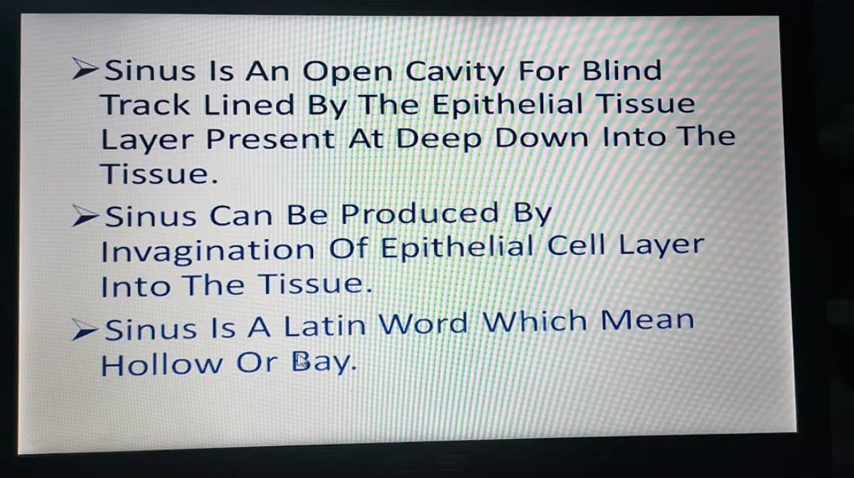 ➢Sinus Is An Open Cavity For Blind
Track Lined By The Epithelial Tissue
Layer Present At Deep Down Into The
Tissue.
➢Sinus Can Be Produced By
Invagination Of Epithelial Cell Layer
Into The Tissue.
➢Sinus Is A Latin Word Which Mean
Hollow Or Bay.